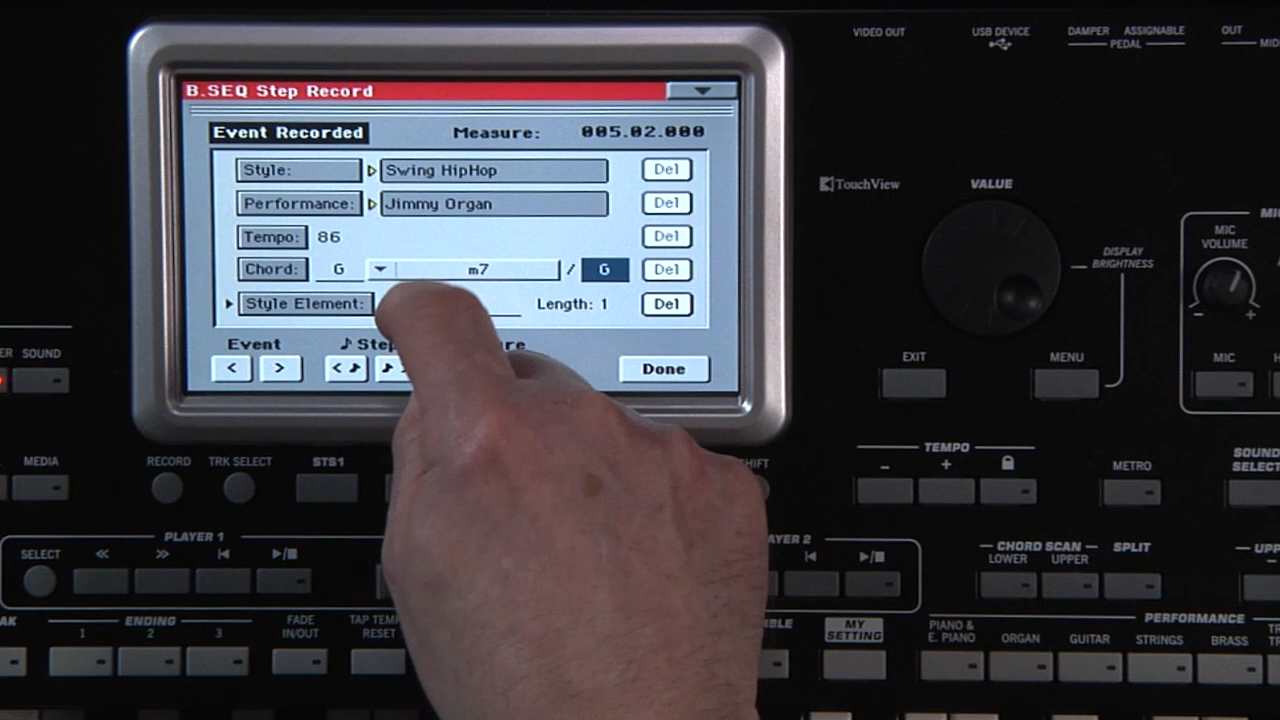 VIDEO OUT
USB DEVICE
DAMPER ASSIGNABLE
PEDAL
OUT
B.SEQ Step Record
Event Recorded Measure: 005.02.000
Style: Swing HipHop Del
Performance: Jimmy Organ Del
Tempo: 86 Del
Chord: G m7 / G Del
Style Element: Length: 1 Del
Event
< > < > Done
TouchView
VALUE
DISPLAY
BRIGHTNESS
MIC
VOLUME
- +
EXIT MENU MIC
SOUND
MEDIA RECORD TRK SELECT STS1
TEMPO
- +
METRO
SOUND
SELECT
PLAYER 1
SELECT << >>
CHORD SCAN
LOWER UPPER
SPLIT
ENDING
1 2 3
FADE
IN/OUT
RESET
MY
SETTING
PERFORMANCE
PIANO &
E. PIANO
ORGAN GUITAR STRINGS BRASS